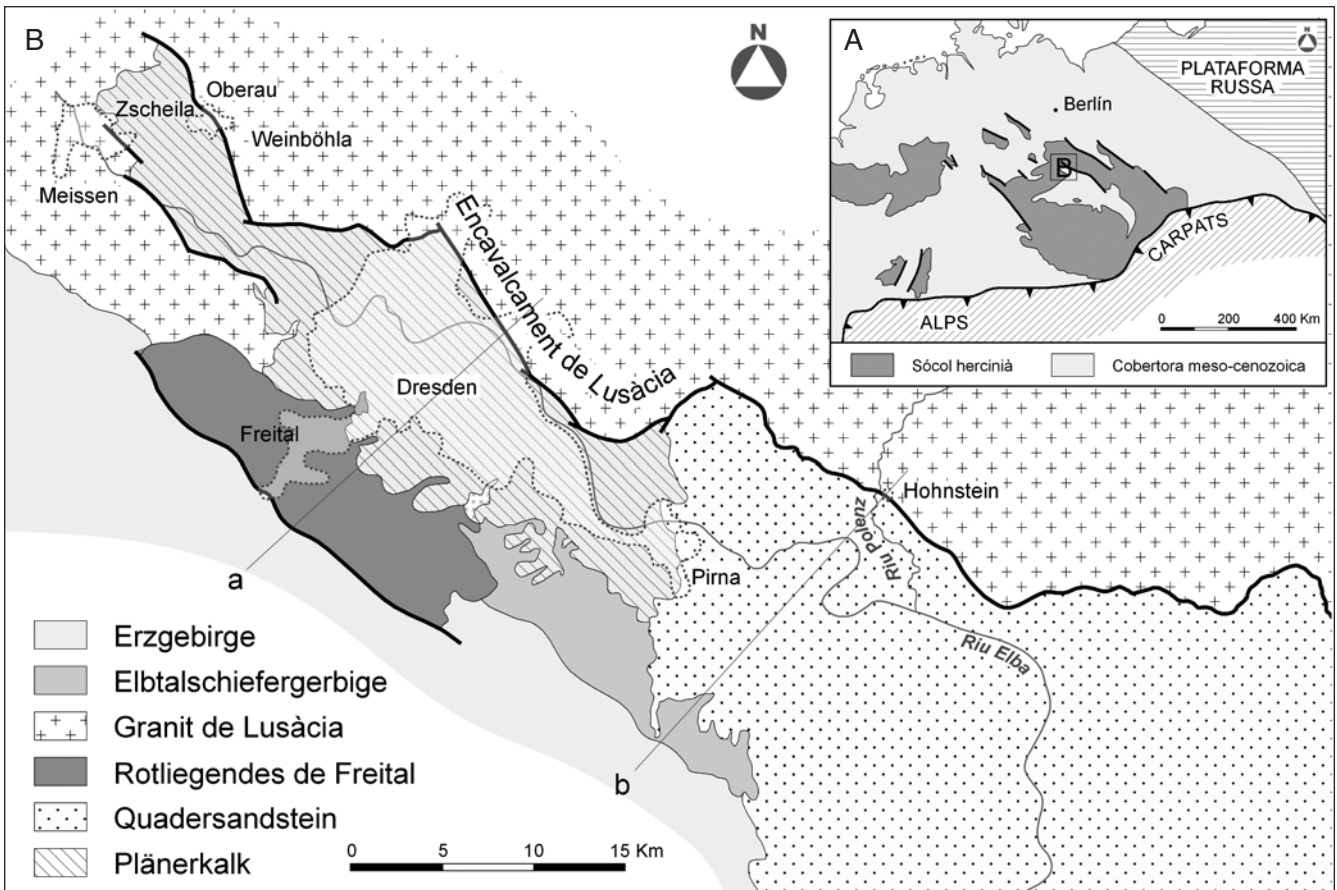 B
N
Oberau
Zscheila
Weinböhla
Meissen
Encavalcament de Lusàcia
Dresden
Freital
Hohnstein
Riu Polenz
Pirna
Riu Elba
a
b
Erzgebirge
Elbtalschiefergerbige
Granit de Lusàcia
Rotliegendes de Freital
Quadersandstein
Plänerkalk
0 5 10 15 Km
A
N
PLATAFORMA
RUSSA
Berlín
B
CARPATS
ALPS
0 200 400 Km
Sòcol hercinià
Cobertora meso-cenozoica